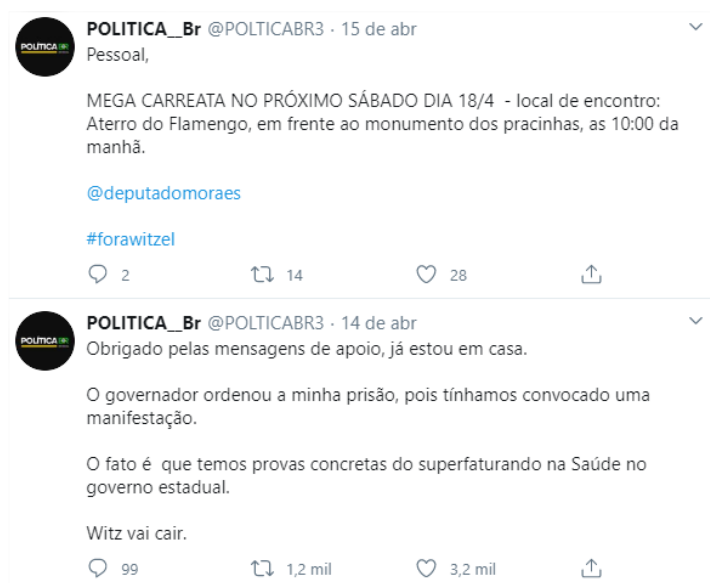 POLITICA__Br @POLTICABR3 · 15 de abr
POLÍTICA
Pessoal,
MEGA CARREATA NO PRÓXIMO SÁBADO DIA 18/4 - local de encontro:
Aterro do Flamengo, em frente ao monumento dos pracinhas, as 10:00 da
manhã.
@deputadomoraes
#forawitzel
2 14 28
POLITICA__Br @POLTICABR3 · 14 de abr
POLÍTICA
Obrigado pelas mensagens de apoio, já estou em casa.
O governador ordenou a minha prisão, pois tínhamos convocado uma
manifestação.
O fato é que temos provas concretas do superfaturando na Saúde no
governo estadual.
Witz vai cair.
99 1,2 mil 3,2 mil